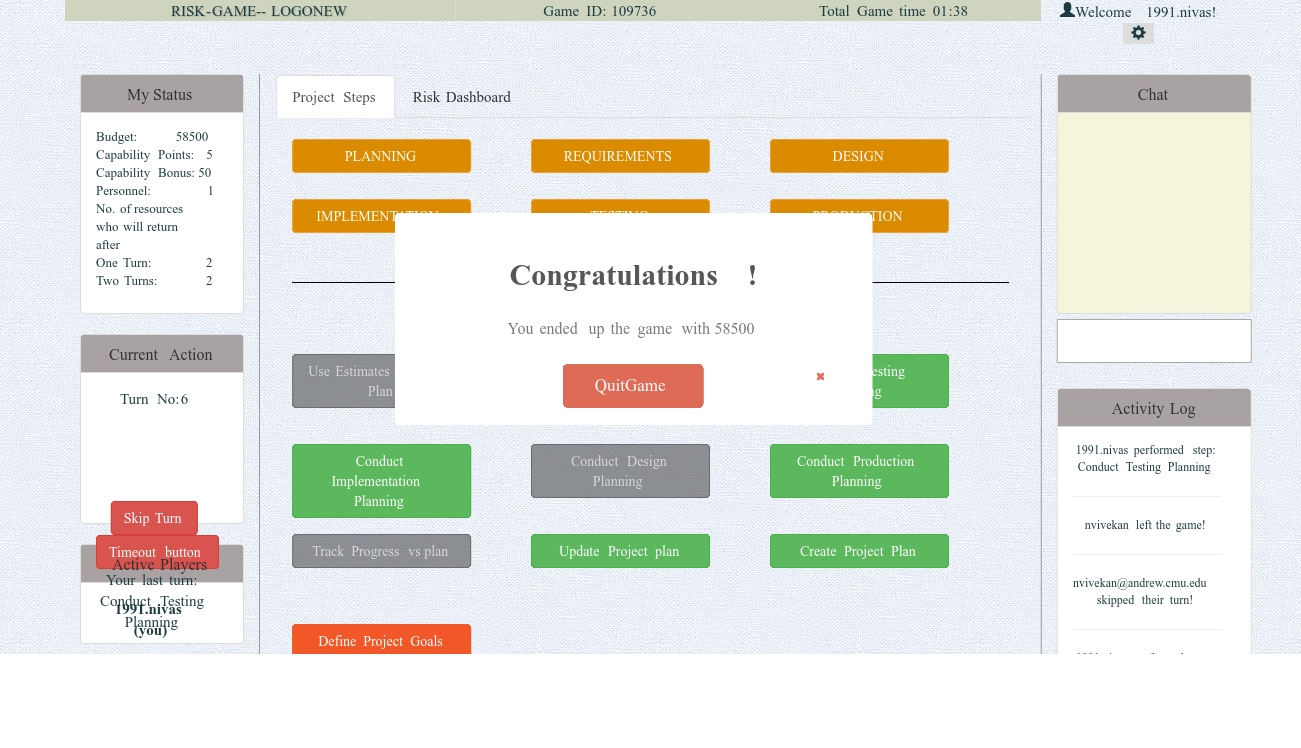 RISK-GAME-- LOGONEW
Game ID: 109736
Total Game time 01:38
Welcome 1991.nivas!
My Status
Budget: 58500
Capability Points: 5
Capability Bonus: 50
Personnel: 1
No. of resources
who will return
after
One Turn: 2
Two Turns: 2
Current Action
Turn No:6
Skip Turn
Timeout button
Active Players
Your last turn:
Conduct Testing
Planning
1991.nivas
(you)
Project Steps
Risk Dashboard
PLANNING
REQUIREMENTS
DESIGN
IMPLEMENTATION
TESTING
PRODUCTION
Congratulations !
You ended up the game with 58500
QuitGame
Use Estimates
Plan
Conduct
Implementation
Planning
Conduct Design
Planning
Conduct Production
Planning
Track Progress vs plan
Update Project plan
Create Project Plan
Define Project Goals
Chat
Activity Log
1991.nivas performed step:
Conduct Testing Planning
nvivekan left the game!
nvivekan@andrew.cmu.edu
skipped their turn!